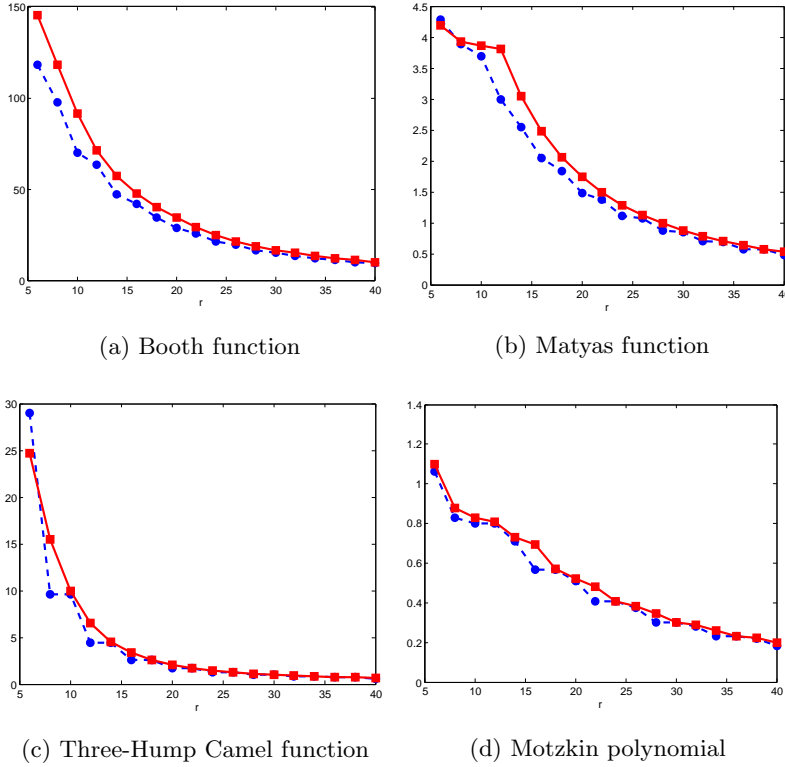 150
100
50
0
5 10 15 20 25 30 35 40
r
(a) Booth function
4.5
4
3.5
3
2.5
2
1.5
1
0.5
0
5 10 15 20 25 30 35 40
r
(b) Matyas function
30
25
20
15
10
5
0
5 10 15 20 25 30 35 40
r
(c) Three-Hump Camel function
1.4
1.2
1
0.8
0.6
0.4
0.2
0
5 10 15 20 25 30 35 40
r
(d) Motzkin polynomial